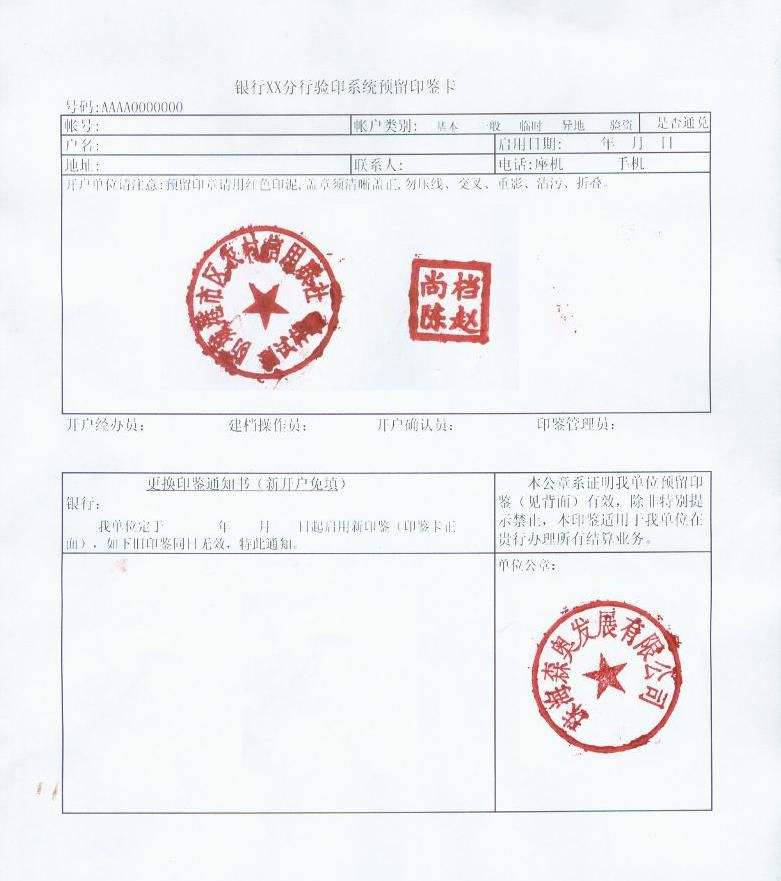 银行XX分行验印系统预留印鉴卡
号码:AAAA0000000
帐号: 帐户类别: 基本 一般 临时 异地 验资 是否通兑
户名: 启用日期: 年 月 日
地址: 联系人: 电话:座机 手机
开户单位请注意:预留印章请用红色印泥,盖章须清晰盖正,勿压线、交叉、重影、沾污、折叠。
市区农村信用
尚档
陈赵
开户经办员: 建档操作员: 开户确认员: 印鉴管理员:
更换印鉴通知书(新开户免填)
银行:
我单位定于 年 月 日起启用新印鉴(印鉴卡正
面),如下旧印鉴同日无效,特此通知。
本公章系证明我单位预留印
鉴(见背面)有效,除非特别提
示禁止,本印鉴适用于我单位在
贵行办理所有结算业务。
单位公章:
珠海森奥发展有限公司